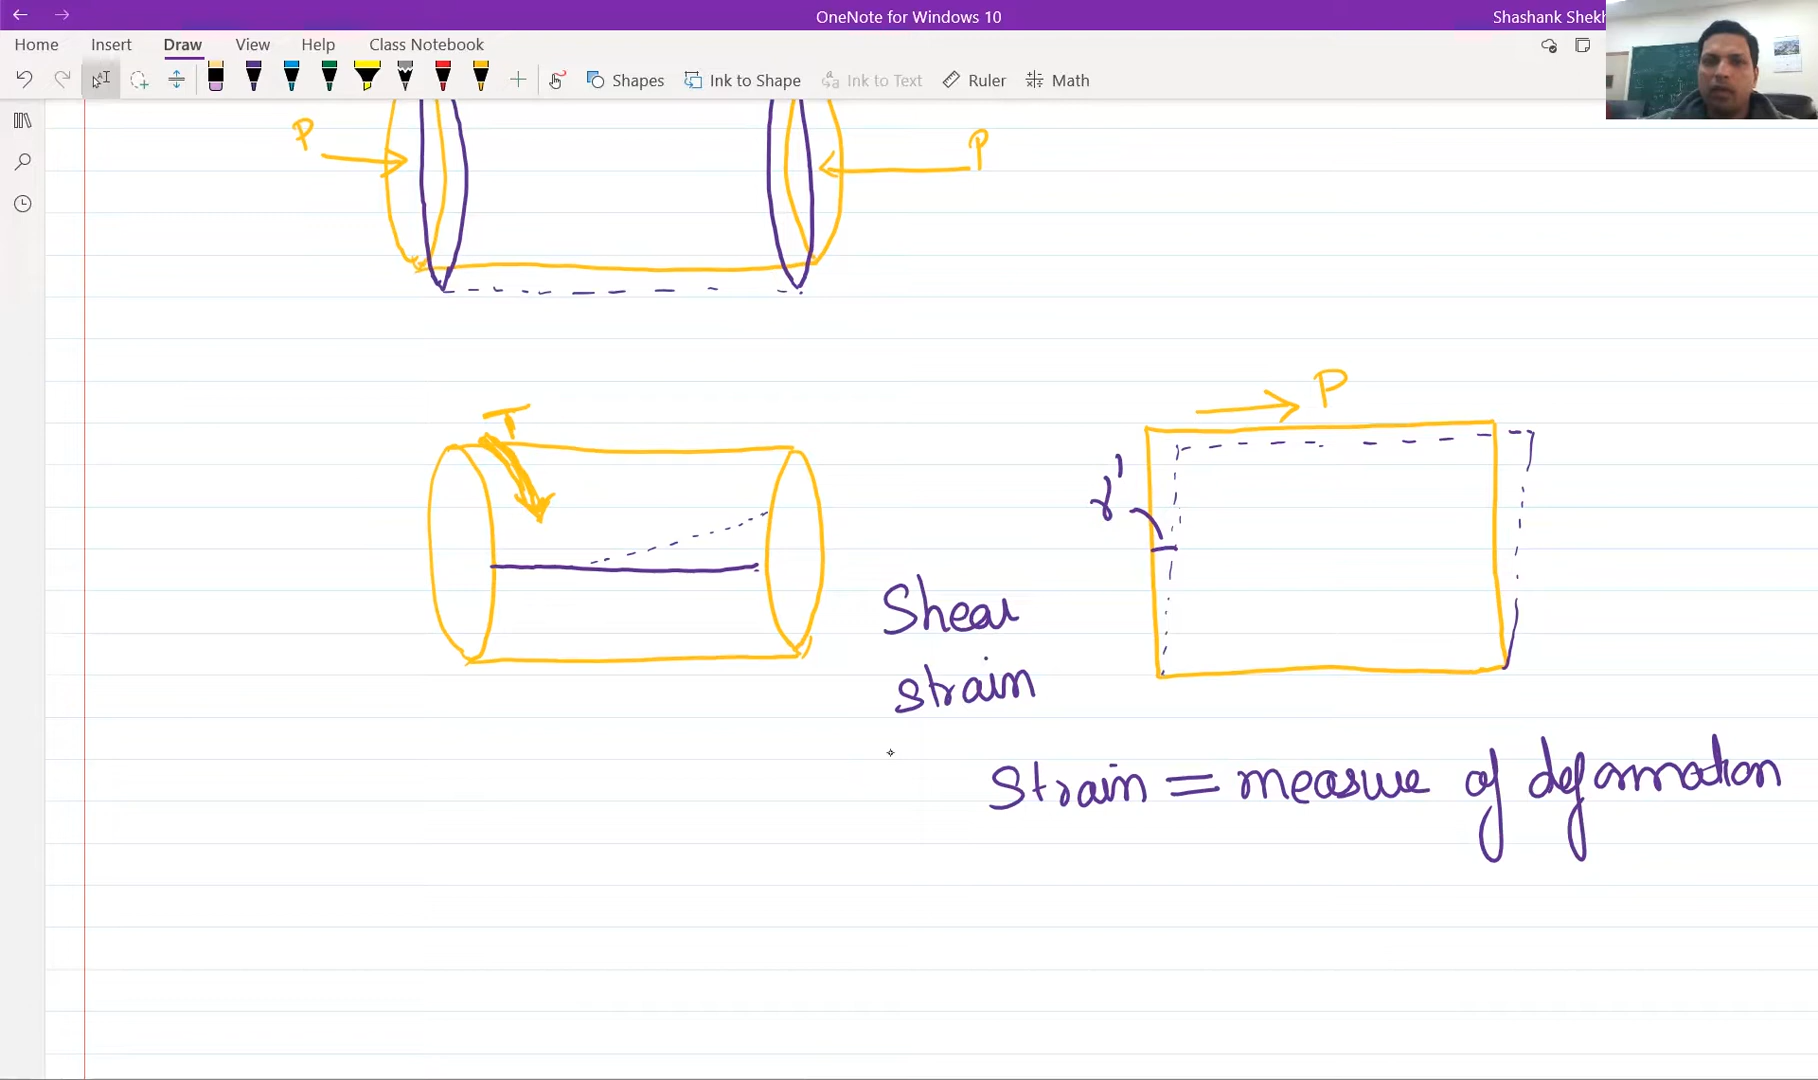 OneNote for Windows 10
Shashank Shekh
Home Insert Draw View Help Class Notebook
Shapes Ink to Shape Ink to Text Ruler Math
P
P
T
P
γ'
Shear
strain
Strain = measure of deformation